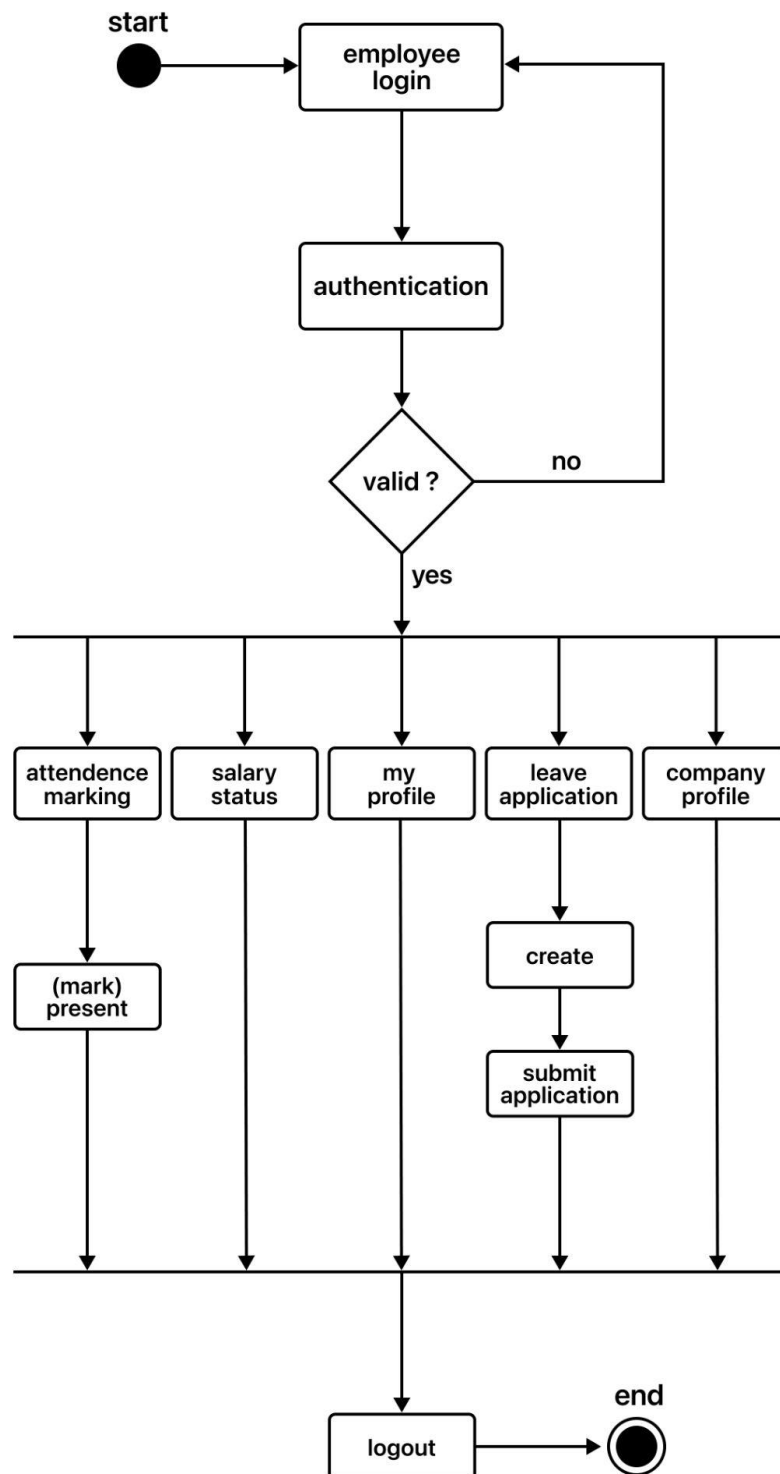 start
employee
login
authentication
valid ?
no
yes
attendence
marking
salary
status
my
profile
leave
application
company
profile
(mark)
present
create
submit
application
end
logout